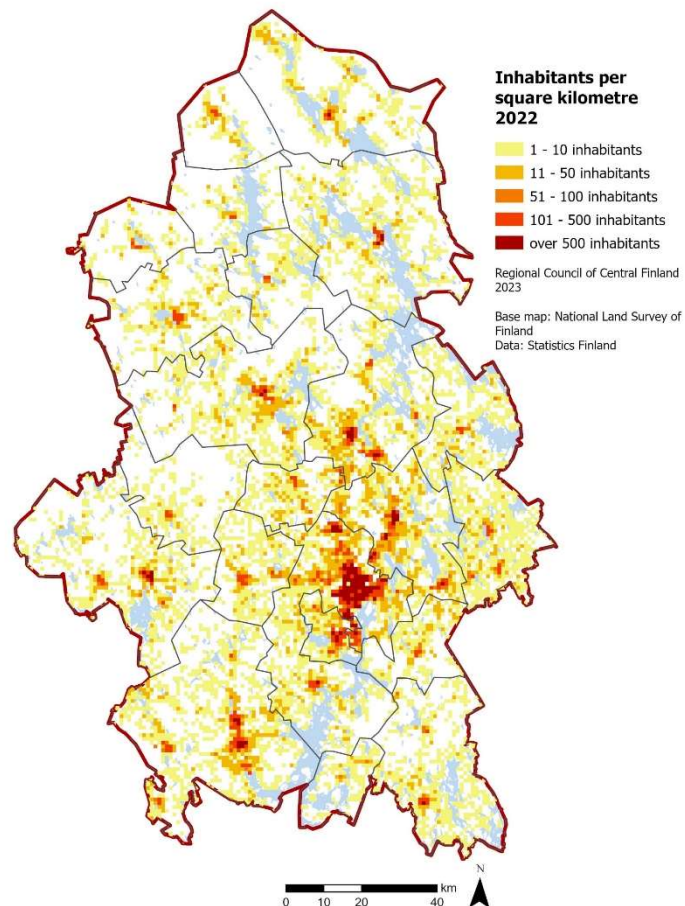 Inhabitants per
square kilometre
2022
1 - 10 inhabitants
11 - 50 inhabitants
51 - 100 inhabitants
101 - 500 inhabitants
over 500 inhabitants
Regional Council of Central Finland
2023
Base map: National Land Survey of
Finland
Data: Statistics Finland
N
km
0 10 20 40